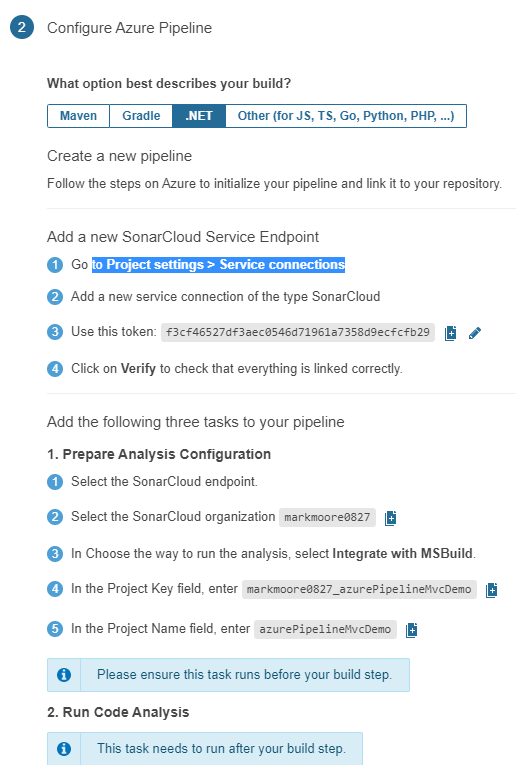 2 Configure Azure Pipeline
What option best describes your build?
Maven Gradle .NET Other (for JS, TS, Go, Python, PHP, ...)
Create a new pipeline
Follow the steps on Azure to initialize your pipeline and link it to your repository.
Add a new SonarCloud Service Endpoint
1 Go to Project settings > Service connections
2 Add a new service connection of the type SonarCloud
3 Use this token: f3cf46527df3aec0546d71961a7358d9ecfcfb29
4 Click on Verify to check that everything is linked correctly.
Add the following three tasks to your pipeline
1. Prepare Analysis Configuration
1 Select the SonarCloud endpoint.
2 Select the SonarCloud organization markmoore0827
3 In Choose the way to run the analysis, select Integrate with MSBuild.
4 In the Project Key field, enter markmoore0827_azurePipelineMvcDemo
5 In the Project Name field, enter azurePipelineMvcDemo
Please ensure this task runs before your build step.
2. Run Code Analysis
This task needs to run after your build step.